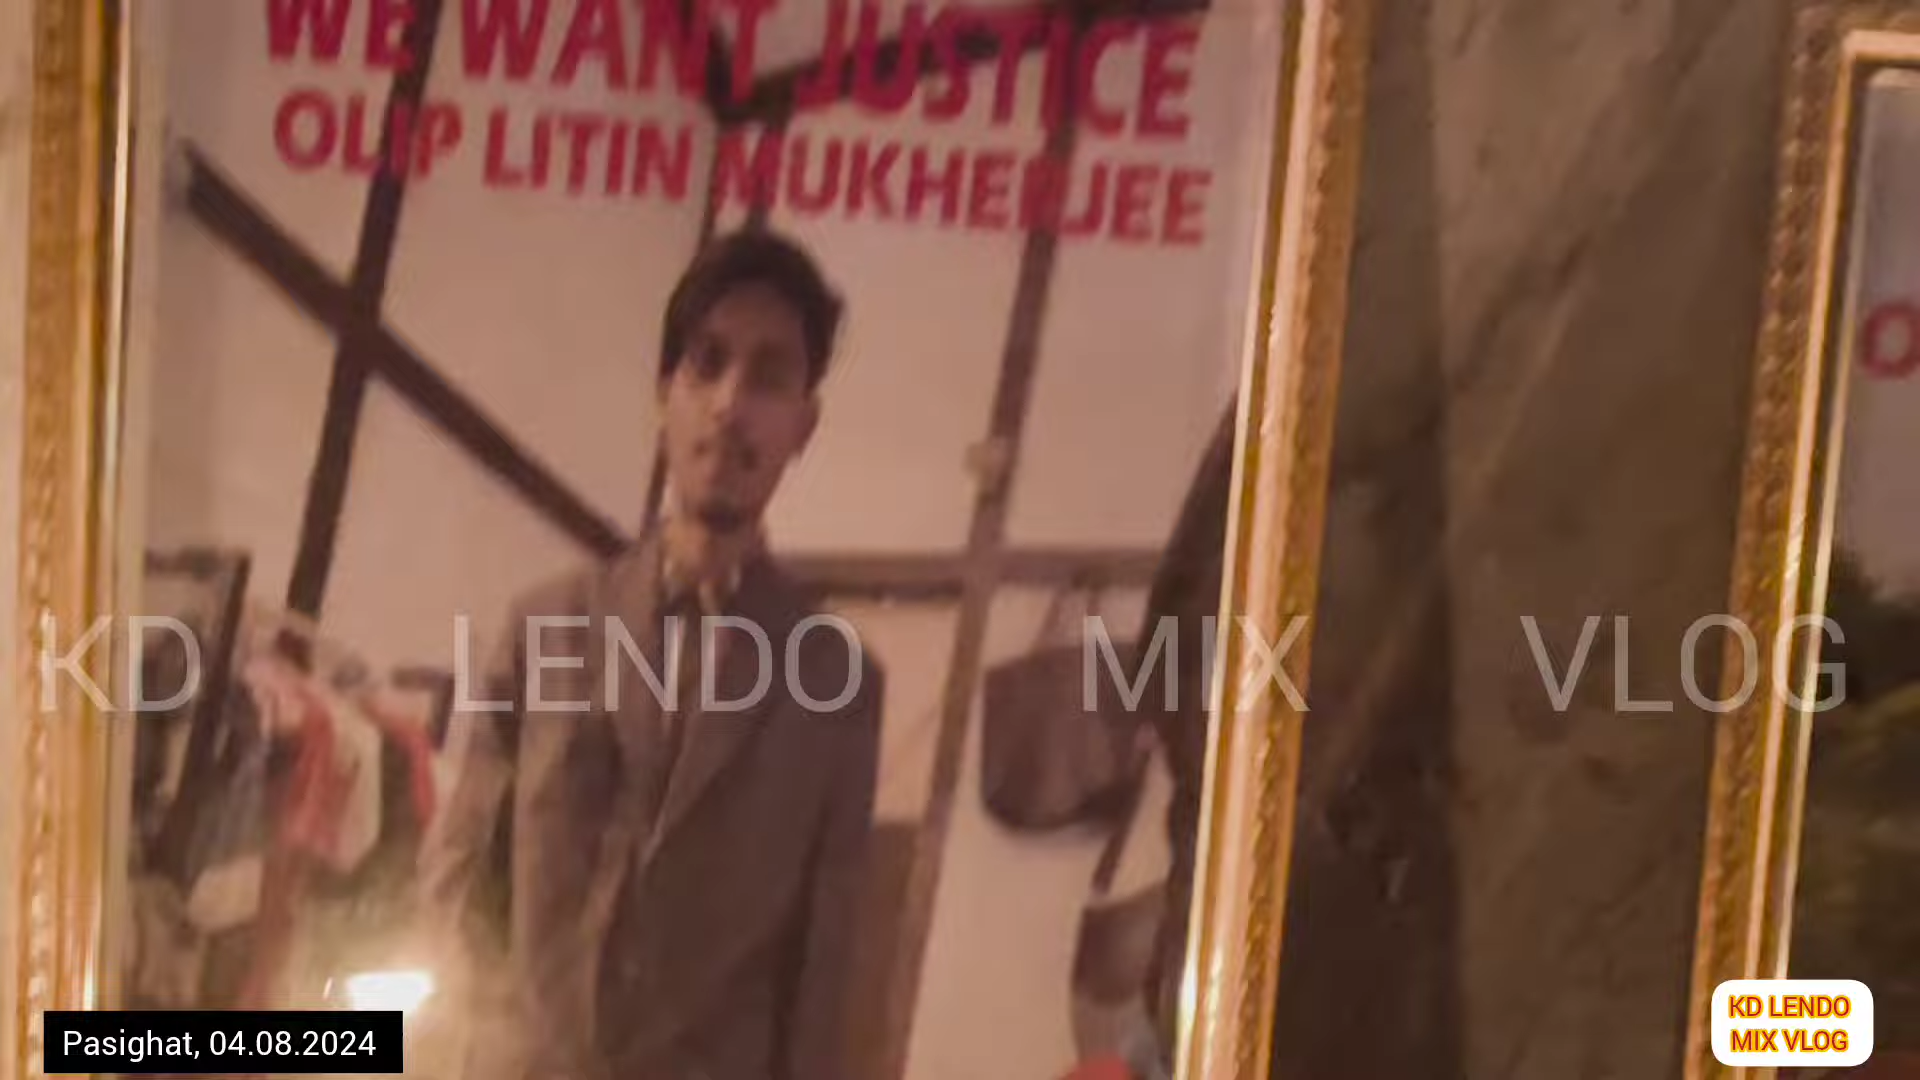 WE WANT JUSTICE
OLIP LITIN MUKHERJEE
O
KD LENDO MIX VLOG
Pasighat, 04.08.2024
KD LENDO
MIX VLOG